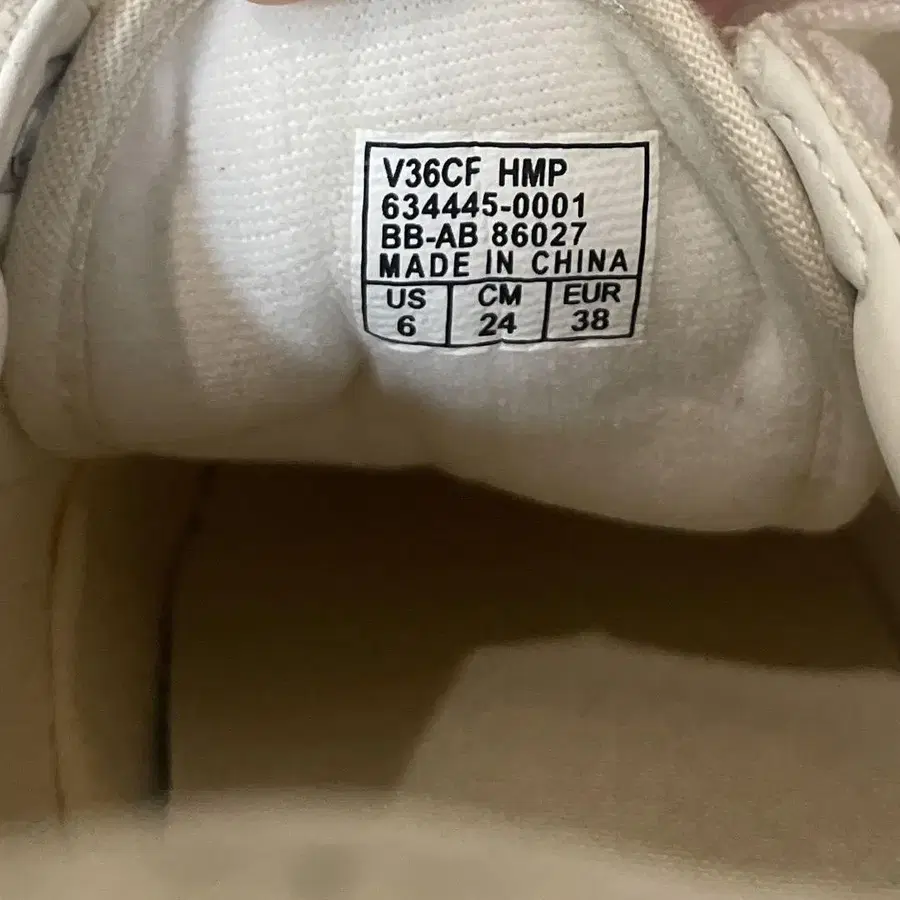 V36CF HMP
634445-0001
BB-AB 86027
MADE IN CHINA
US CM EUR
6 24 38